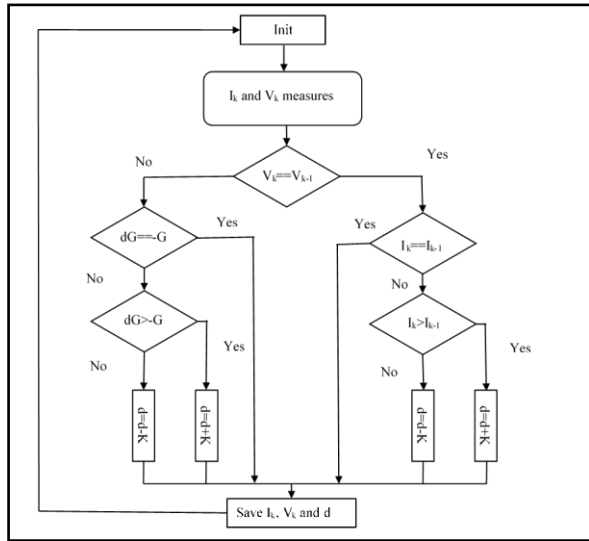 Init
Ik and Vk measures
No
Yes
Vk==Vk-1
Yes
Yes
dG==-G
Ik==Ik-1
No
No
dG>-G
Ik>Ik-1
Yes
Yes
No
No
d=d-K
d=d+K
d=d-K
d=d+K
Save Ik, Vk and d